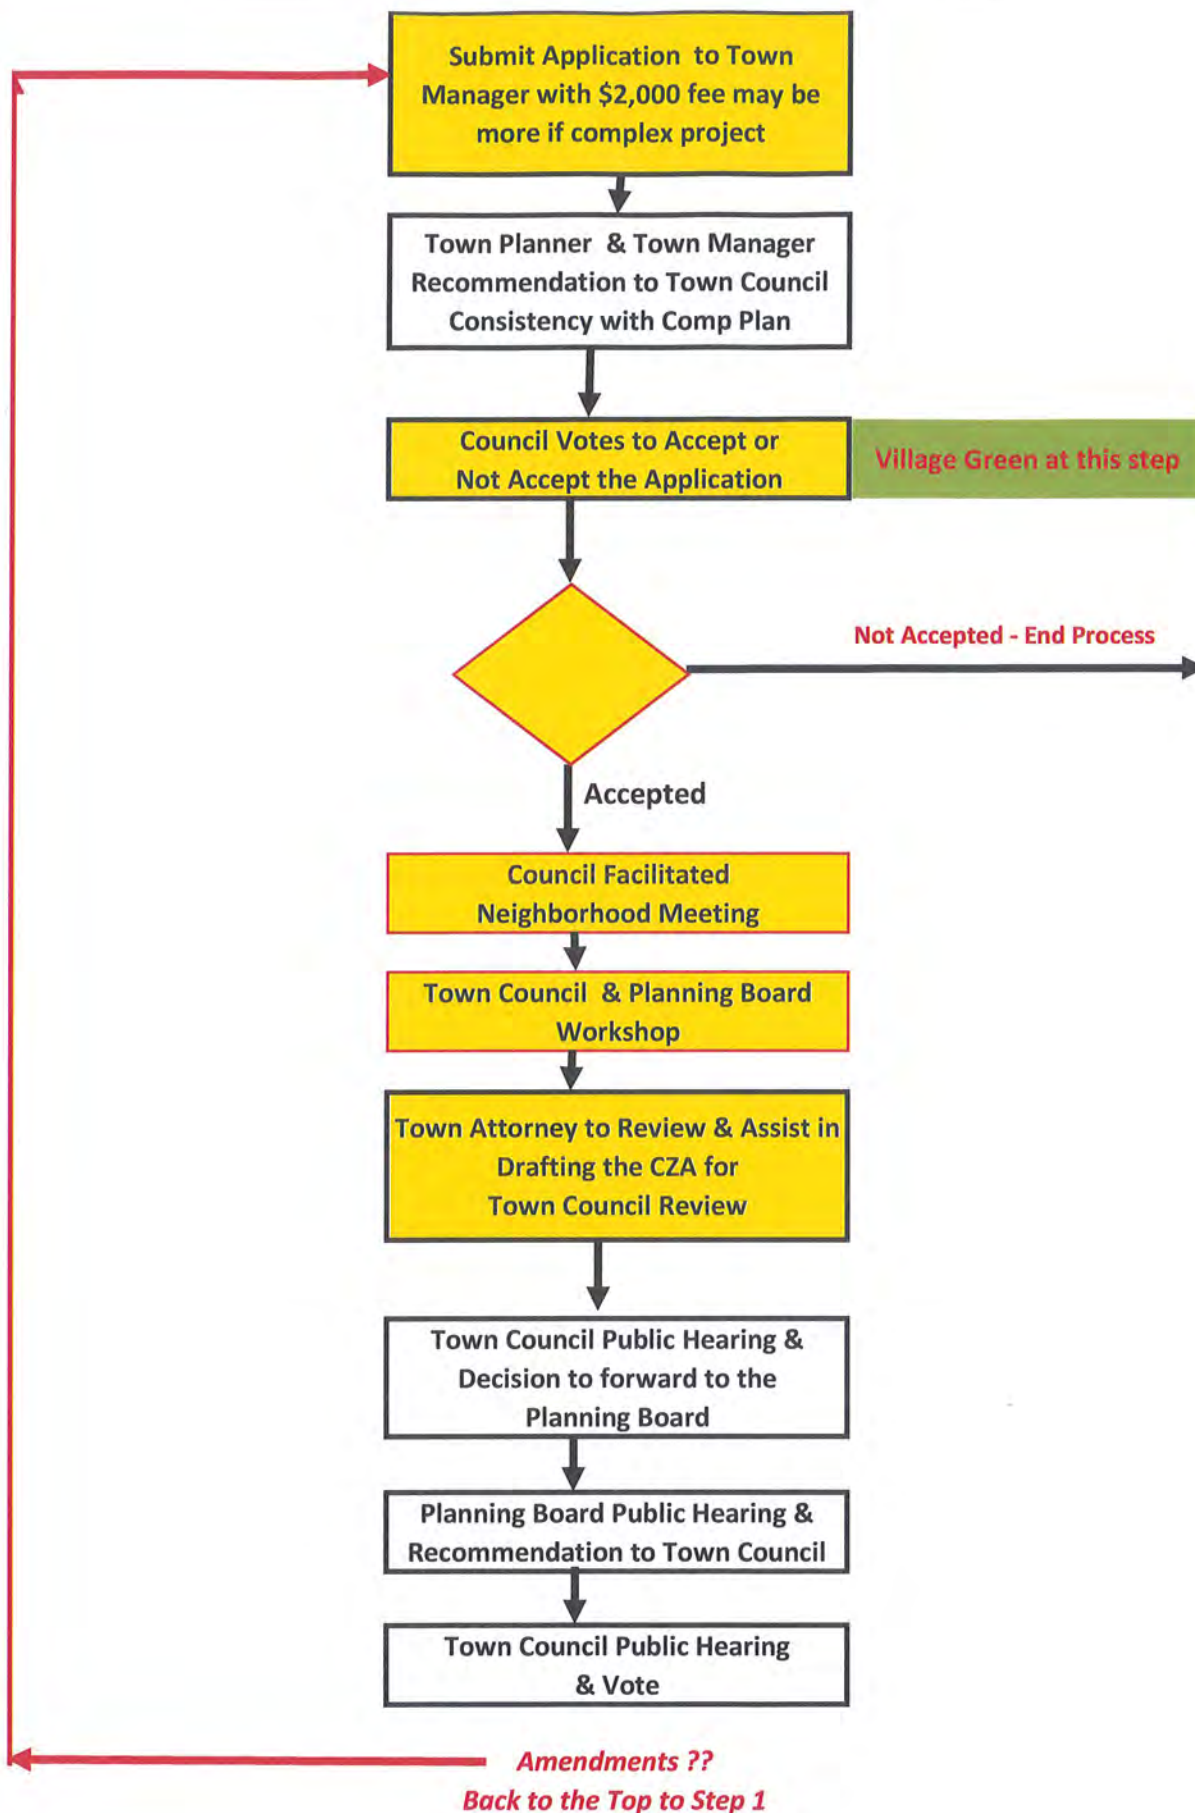 Submit Application to Town
Manager with $2,000 fee may be
more if complex project
Town Planner & Town Manager
Recommendation to Town Council
Consistency with Comp Plan
Council Votes to Accept or
Not Accept the Application
Village Green at this step
Not Accepted - End Process
Accepted
Council Facilitated
Neighborhood Meeting
Town Council & Planning Board
Workshop
Town Attorney to Review & Assist in
Drafting the CZA for
Town Council Review
Town Council Public Hearing &
Decision to forward to the
Planning Board
Planning Board Public Hearing &
Recommendation to Town Council
Town Council Public Hearing
& Vote
Amendments ??
Back to the Top to Step 1